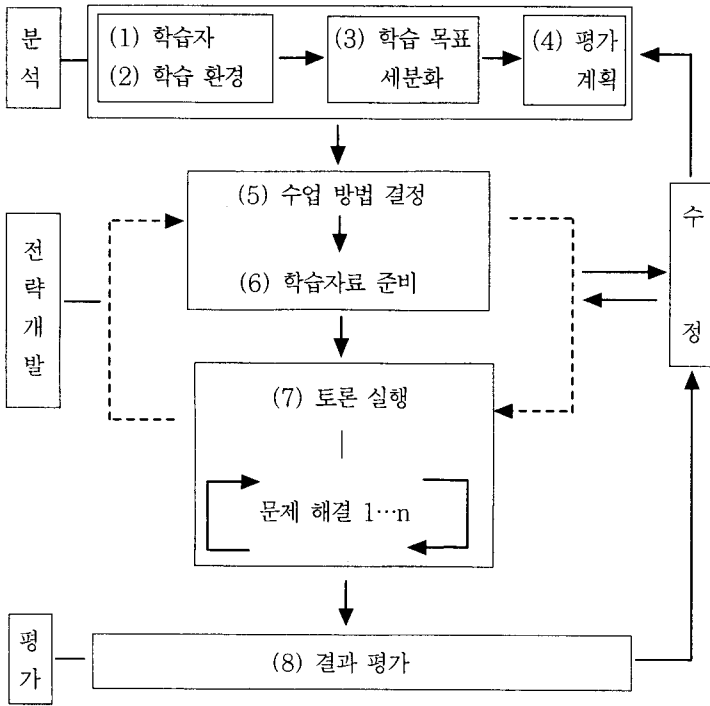 분석
(1) 학습자
(2) 학습 환경
(3) 학습 목표
세분화
(4) 평가
계획
(5) 수업 방법 결정
(6) 학습자료 준비
수정
전략개발
(7) 토론 실행
문제 해결 1…n
평가
(8) 결과 평가